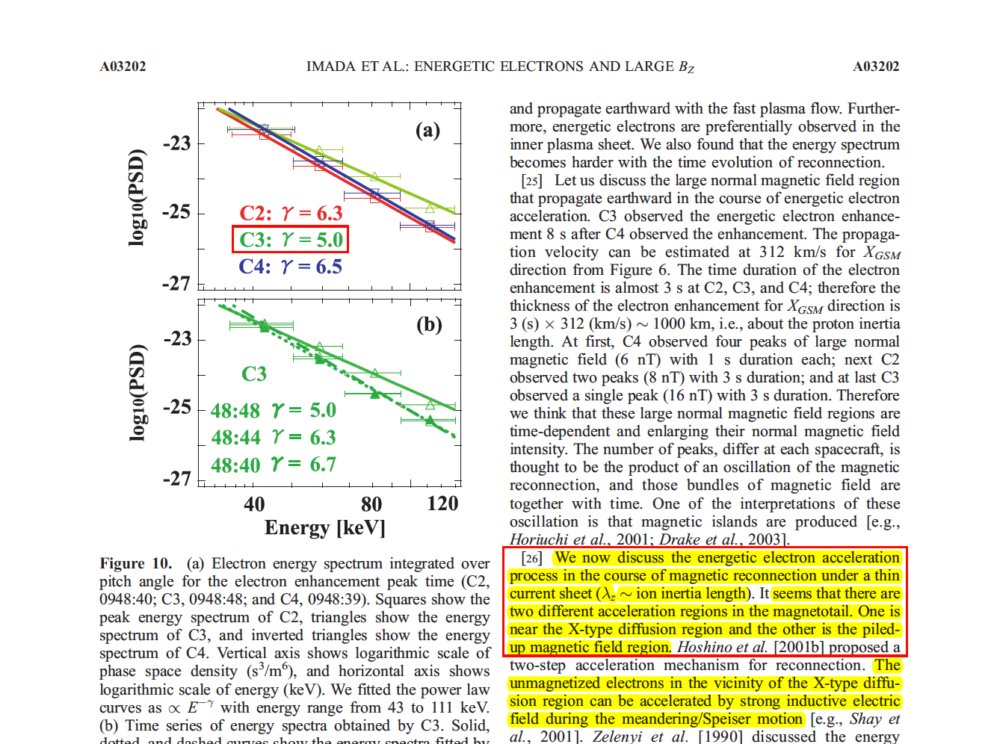 A03202
IMADA ET AL.: ENERGETIC ELECTRONS AND LARGE BZ
A03202
(a)
-23
-25
-27
log10(PSD)
C2: γ = 6.3
C3: γ = 5.0
C4: γ = 6.5
(b)
-23
-25
-27
log10(PSD)
C3
48:48 γ = 5.0
48:44 γ = 6.3
48:40 γ = 6.7
40 80 120
Energy [keV]
Figure 10. (a) Electron energy spectrum integrated over
pitch angle for the electron enhancement peak time (C2,
0948:40; C3, 0948:48; and C4, 0948:39). Squares show the
peak energy spectrum of C2, triangles show the energy
spectrum of C3, and inverted triangles show the energy
spectrum of C4. Vertical axis shows logarithmic scale of
phase space density (s³/m⁶), and horizontal axis shows
logarithmic scale of energy (keV). We fitted the power law
curves as ∝ E⁻ᵞ with energy range from 43 to 111 keV.
(b) Time series of energy spectra obtained by C3. Solid,
dotted, and dashed curves show the energy spectra fitted by
and propagate earthward with the fast plasma flow. Further-
more, energetic electrons are preferentially observed in the
inner plasma sheet. We also found that the energy spectrum
becomes harder with the time evolution of reconnection.
[25] Let us discuss the large normal magnetic field region
that propagate earthward in the course of energetic electron
acceleration. C3 observed the energetic electron enhance-
ment 8 s after C4 observed the enhancement. The propaga-
tion velocity can be estimated at 312 km/s for XGSM
direction from Figure 6. The time duration of the electron
enhancement is almost 3 s at C2, C3, and C4; therefore the
thickness of the electron enhancement for XGSM direction is
3 (s) × 312 (km/s) ∼ 1000 km, i.e., about the proton inertia
length. At first, C4 observed four peaks of large normal
magnetic field (6 nT) with 1 s duration each; next C2
observed two peaks (8 nT) with 3 s duration; and at last C3
observed a single peak (16 nT) with 3 s duration. Therefore
we think that these large normal magnetic field regions are
time-dependent and enlarging their normal magnetic field
intensity. The number of peaks, differ at each spacecraft, is
thought to be the product of an oscillation of the magnetic
reconnection, and those bundles of magnetic field are
together with time. One of the interpretations of these
oscillation is that magnetic islands are produced [e.g.,
Horiuchi et al., 2001; Drake et al., 2003].
[26] We now discuss the energetic electron acceleration
process in the course of magnetic reconnection under a thin
current sheet (λz ∼ ion inertia length). It seems that there are
two different acceleration regions in the magnetotail. One is
near the X-type diffusion region and the other is the piled-
up magnetic field region. Hoshino et al. [2001b] proposed a
two-step acceleration mechanism for reconnection. The
unmagnetized electrons in the vicinity of the X-type diffu-
sion region can be accelerated by strong inductive electric
field during the meandering/Speiser motion [e.g., Shay et
al., 2001]. Zelenyi et al. [1990] discussed the energy